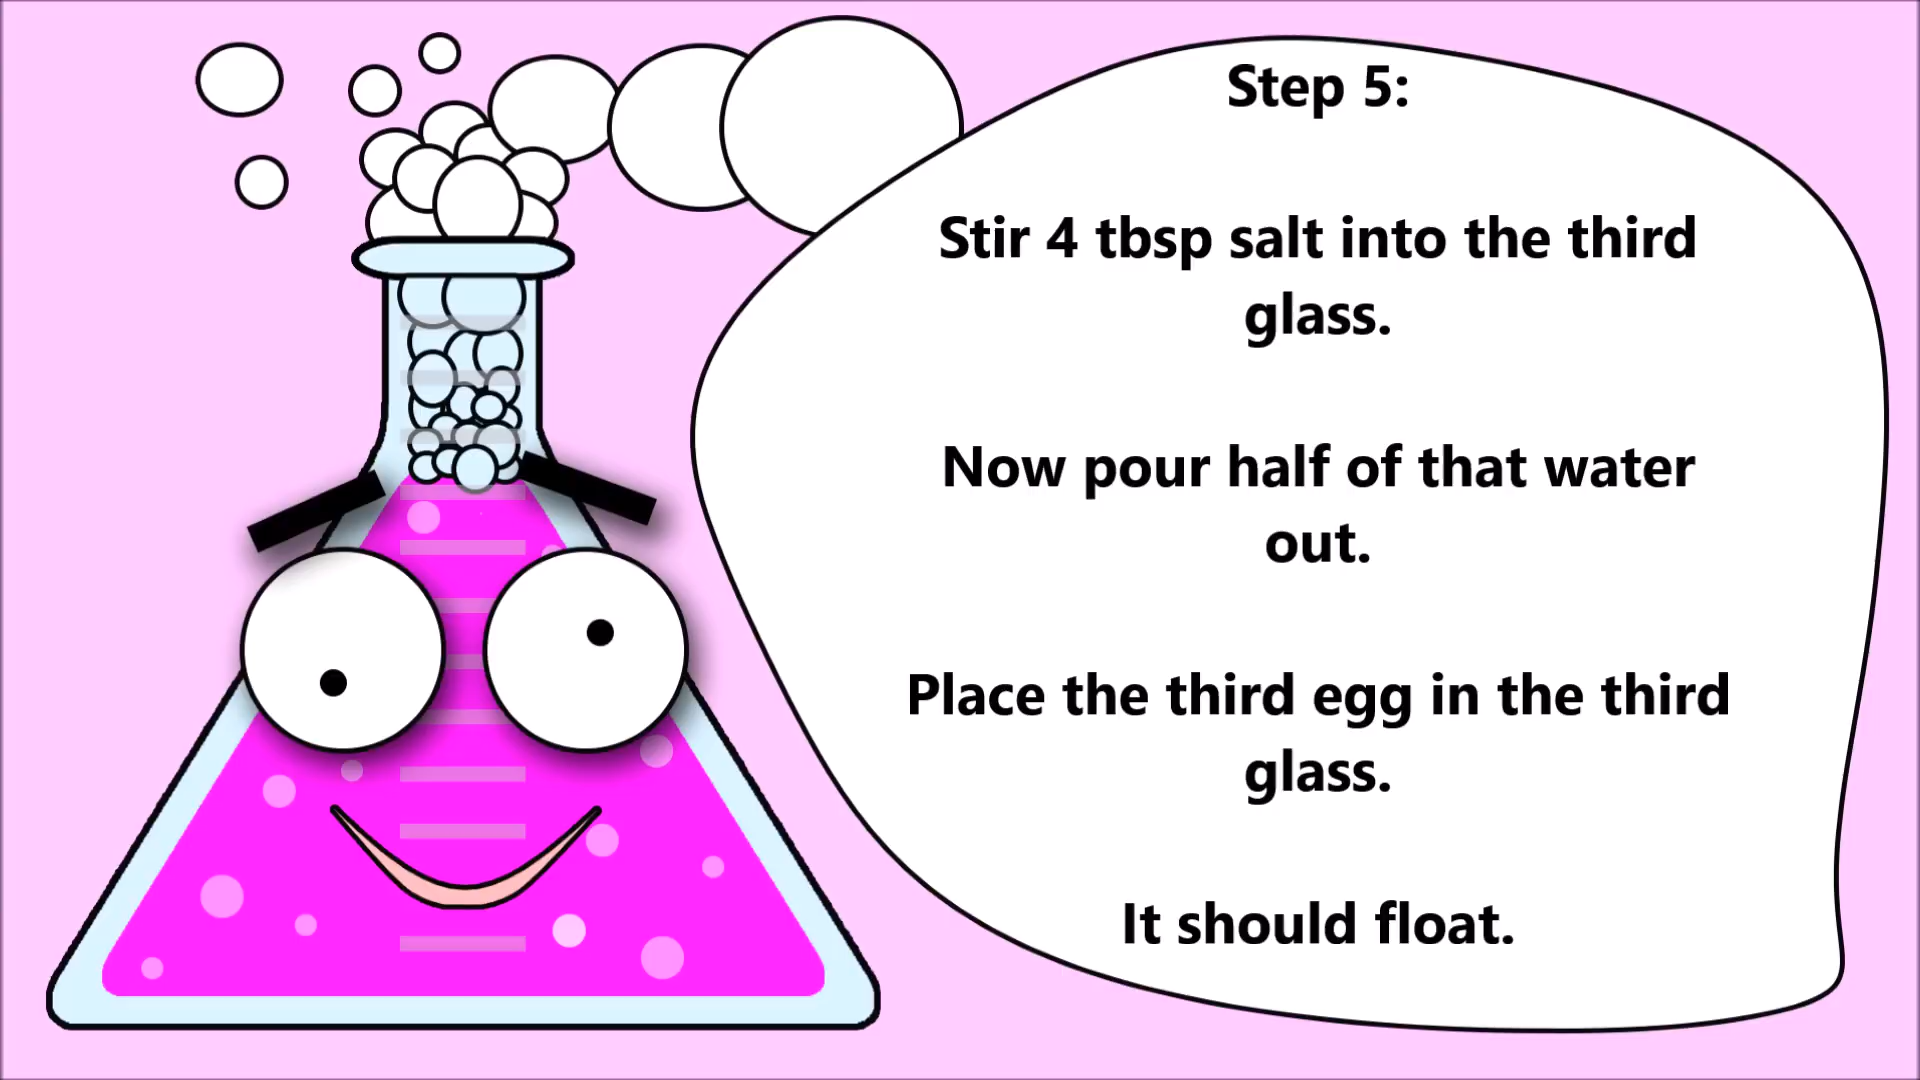 Step 5:
Stir 4 tbsp salt into the third
glass.
Now pour half of that water
out.
Place the third egg in the third
glass.
It should float.